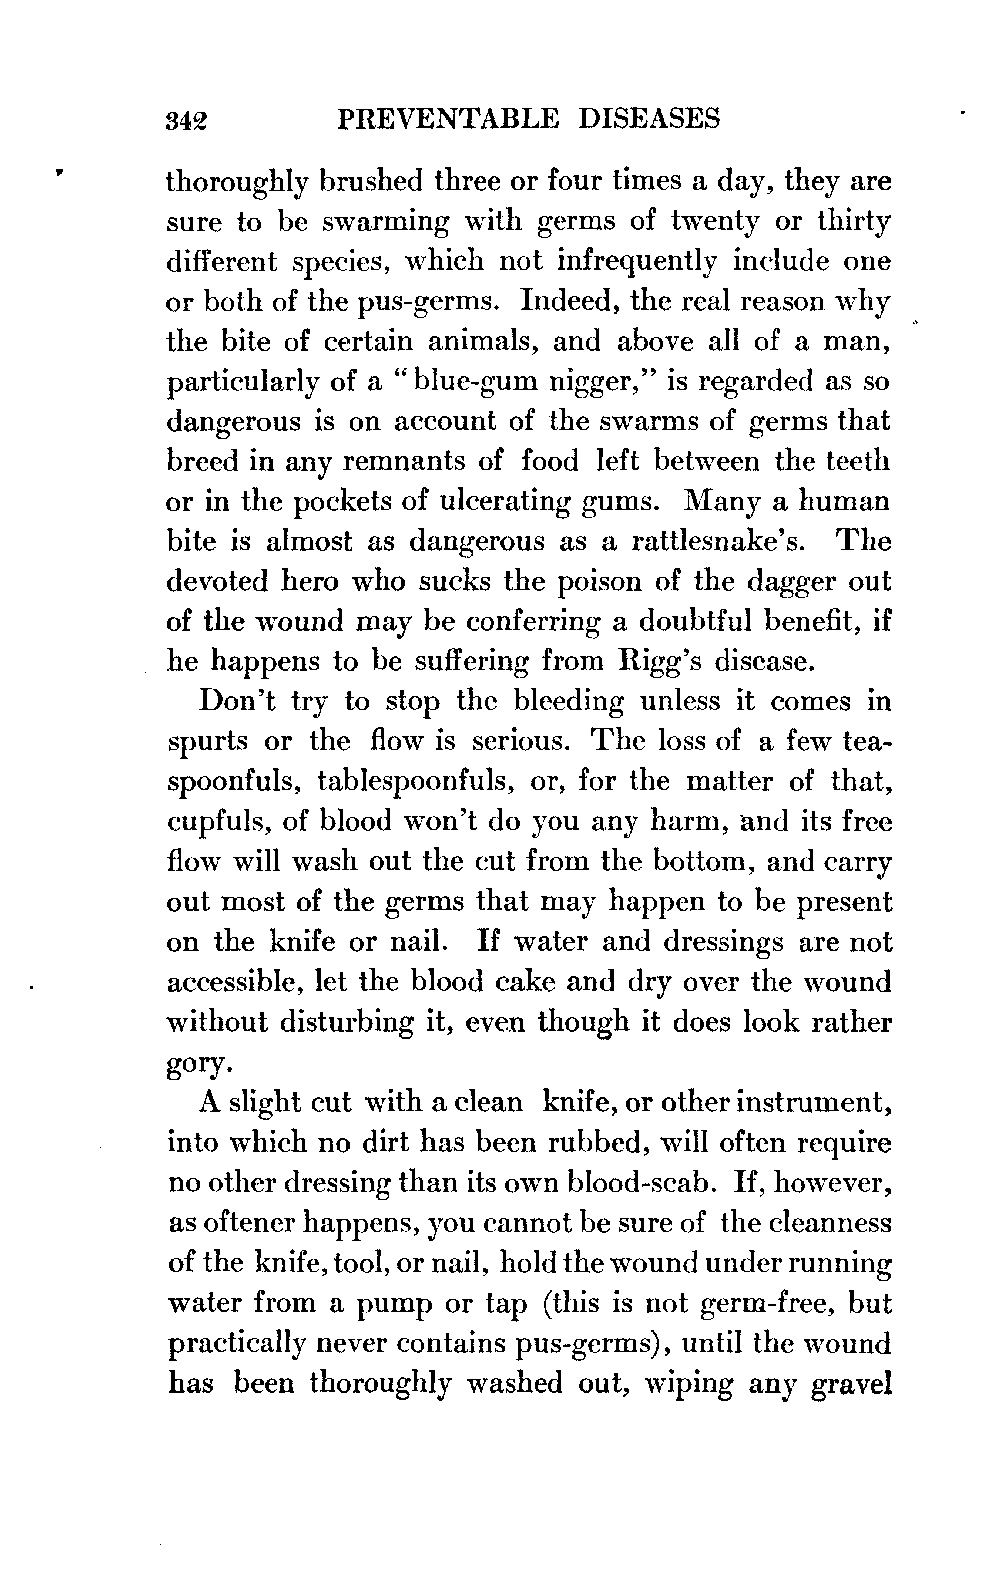 342 PREVENTABLE DISEASES
thoroughly brushed three or four times a day, they are
sure to be swarming with germs of twenty or thirty
different species, which not infrequently include one
or both of the pus-germs. Indeed, the real reason why
the bite of certain animals, and above all of a man,
particularly of a “blue-gum nigger,” is regarded as so
dangerous is on account of the swarms of germs that
breed in any remnants of food left between the teeth
or in the pockets of ulcerating gums. Many a human
bite is almost as dangerous as a rattlesnake's. The
devoted hero who sucks the poison of the dagger out
of the wound may be conferring a doubtful benefit, if
he happens to be suffering from Rigg's disease.
Don't try to stop the bleeding unless it comes in
spurts or the flow is serious. The loss of a few tea-
spoonfuls, tablespoonfuls, or, for the matter of that,
cupfuls, of blood won't do you any harm, and its free
flow will wash out the cut from the bottom, and carry
out most of the germs that may happen to be present
on the knife or nail. If water and dressings are not
accessible, let the blood cake and dry over the wound
without disturbing it, even though it does look rather
gory.
A slight cut with a clean knife, or other instrument,
into which no dirt has been rubbed, will often require
no other dressing than its own blood-scab. If, however,
as oftener happens, you cannot be sure of the cleanness
of the knife, tool, or nail, hold the wound under running
water from a pump or tap (this is not germ-free, but
practically never contains pus-germs), until the wound
has been thoroughly washed out, wiping any gravel